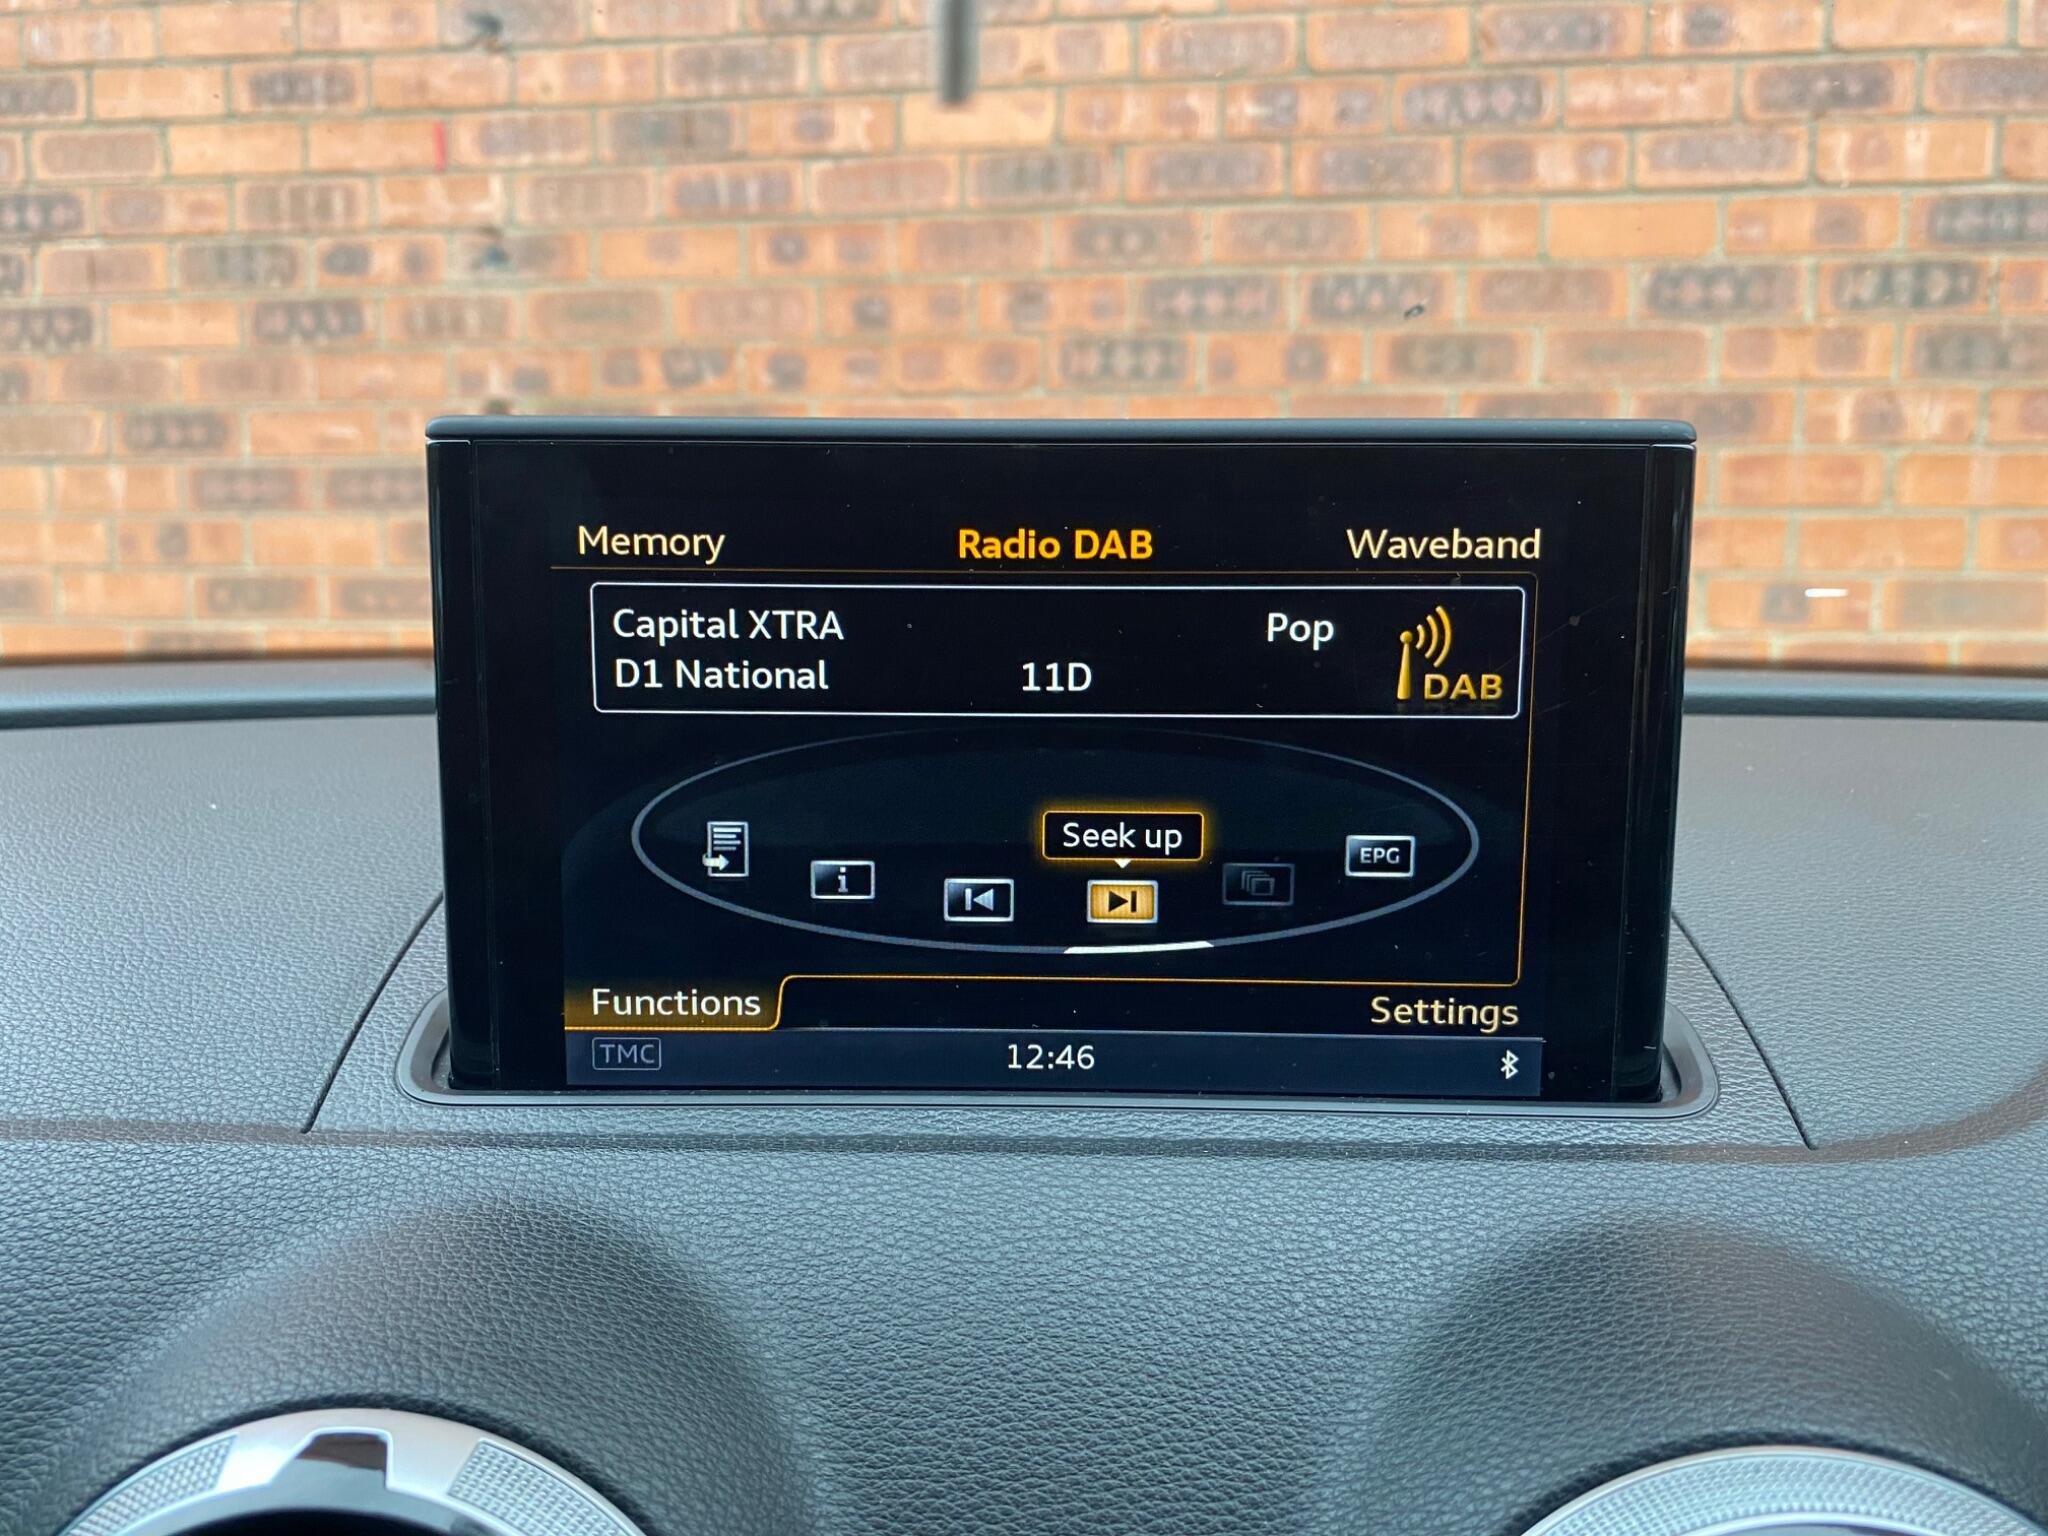 Memory Radio DAB Waveband
Capital XTRA Pop
D1 National 11D DAB
Seek up
i EPG
Functions Settings
TMC 12:46